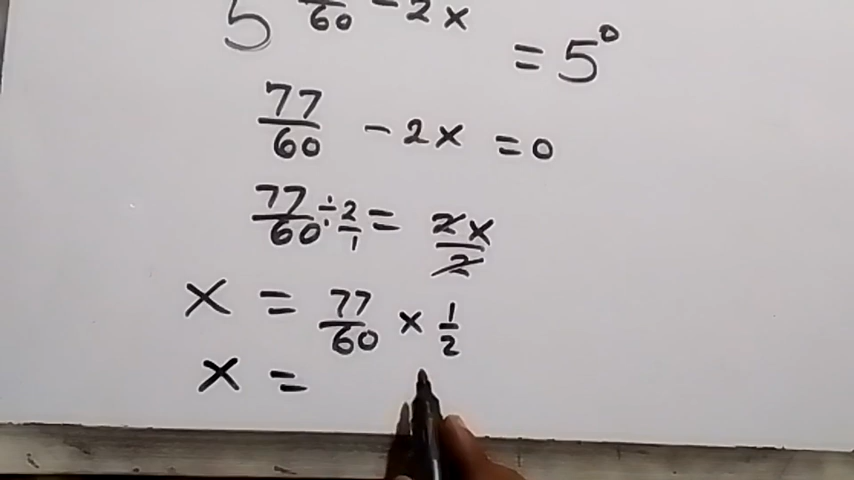 5^(77/60 - 2x) = 5^0
77/60 - 2x = 0
77/60 ÷ 2/1 = 2x/2
x = 77/60 × 1/2
x =